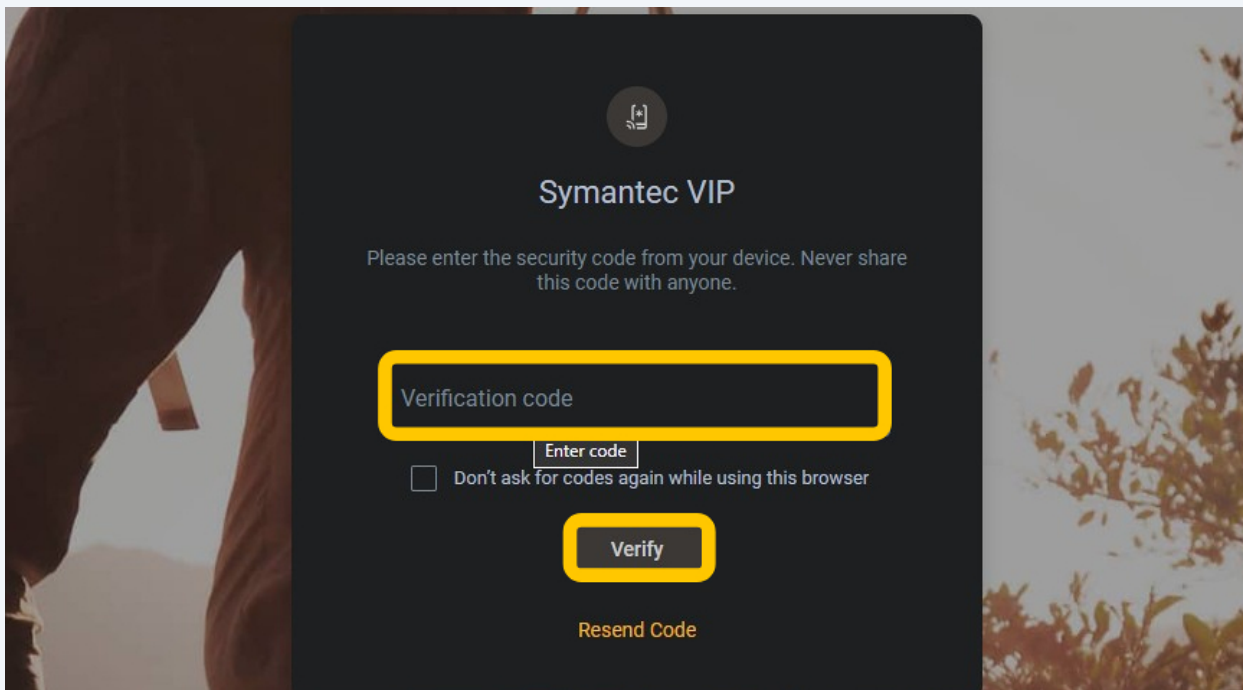 Symantec VIP
Please enter the security code from your device. Never share
this code with anyone.
Verification code
Enter code
Don't ask for codes again while using this browser
Verify
Resend Code